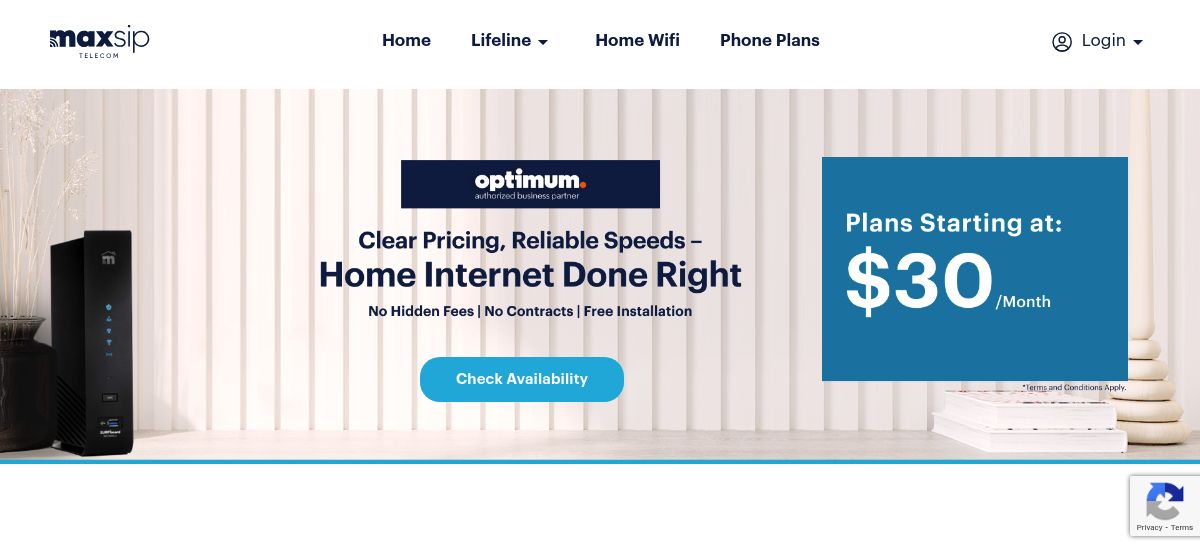 maxsip
TELECOM
Home
Lifeline
Home Wifi
Phone Plans
Login
optimum.
authorized business partner
Clear Pricing, Reliable Speeds –
Home Internet Done Right
No Hidden Fees | No Contracts | Free Installation
Check Availability
Plans Starting at:
$30/Month
*Terms and Conditions Apply.
SURFboard
Privacy - Terms